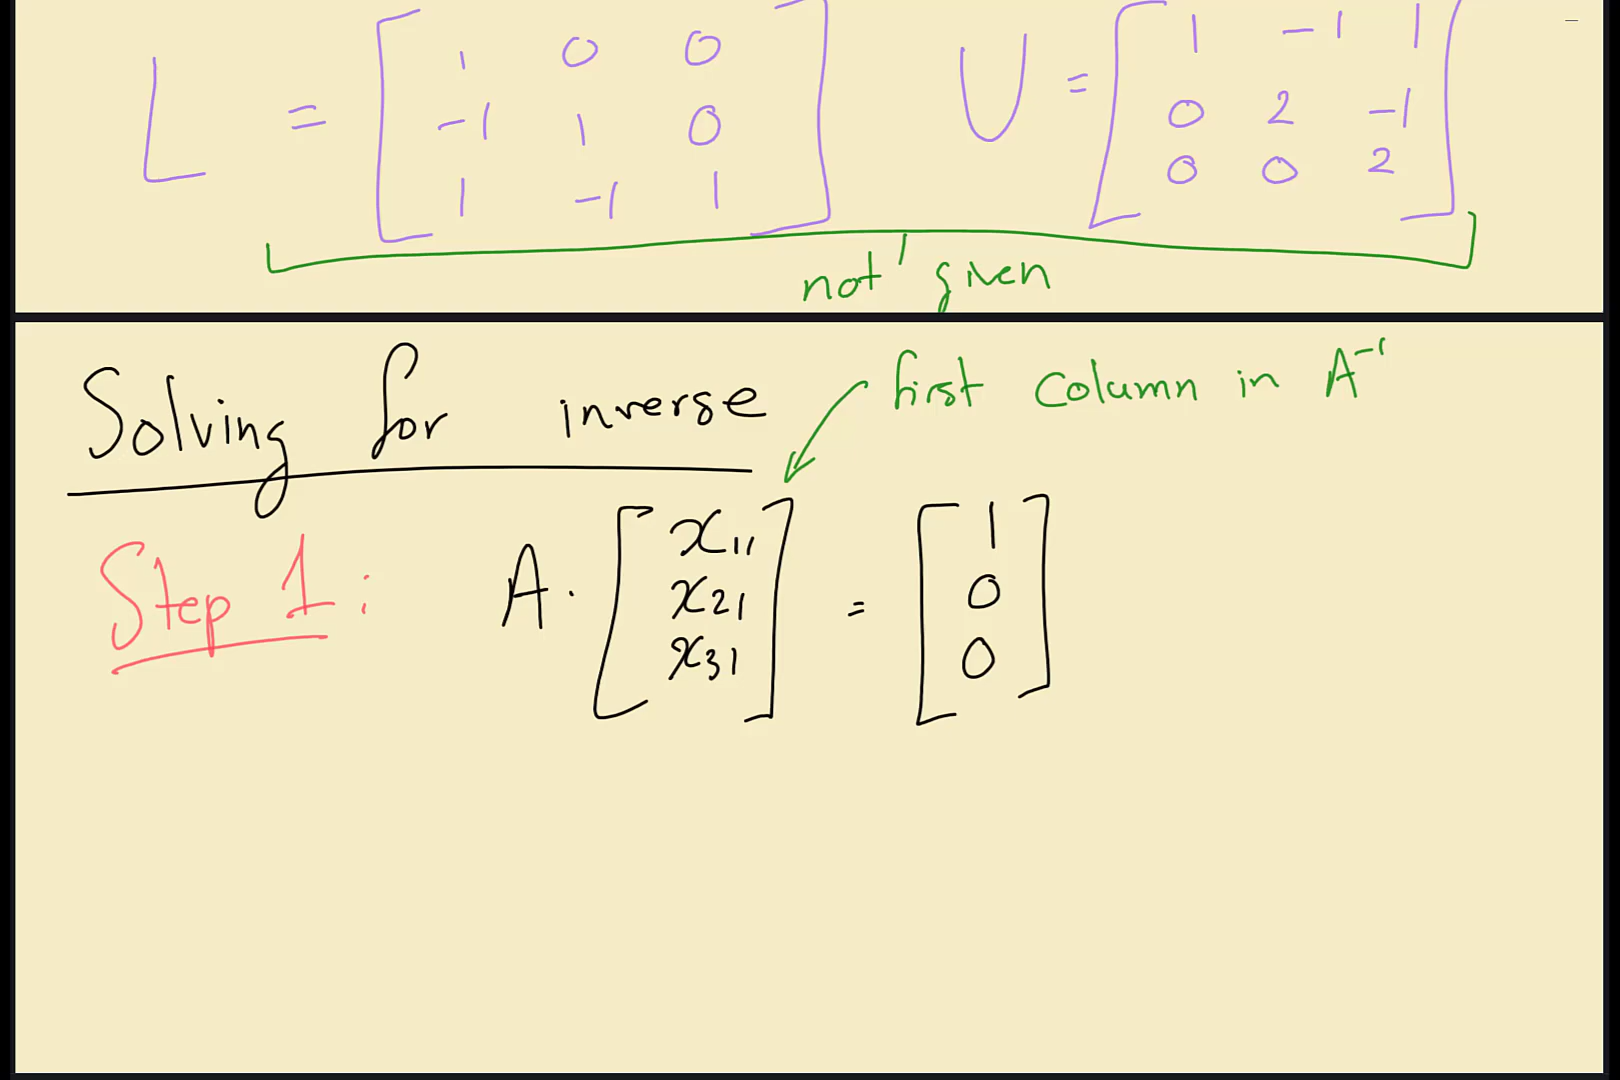 L = [ 1 0 0 U = [ 1 -1 1
-1 1 0 0 2 -1
1 -1 1 ] 0 0 2 ]
not given
Solving for inverse first column in A⁻¹
Step 1: A · [ x11 = [ 1
x21 0
x31 ] 0 ]